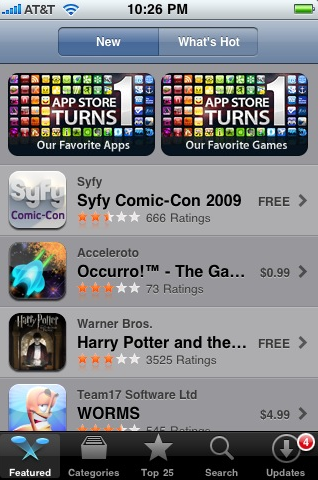 AT&T 10:26 PM
New What's Hot
APP STORE TURNS 1
Our Favorite Apps
APP STORE TURNS 1
Our Favorite Games
Syfy
Comic-Con
Syfy
Syfy Comic-Con 2009
FREE
666 Ratings
Acceleroto
Occurro!™ - The Ga...
$0.99
73 Ratings
Harry Potter
Warner Bros.
Harry Potter and the...
FREE
3525 Ratings
Team17 Software Ltd
WORMS
$4.99
545 Ratings
4
Featured Categories Top 25 Search Updates